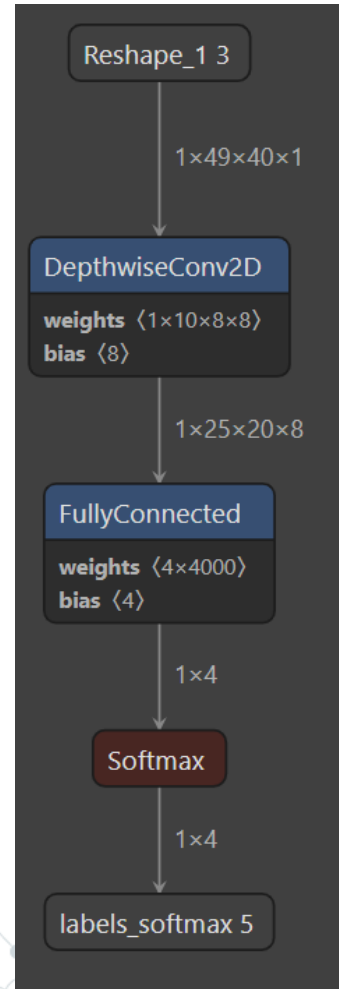 Reshape_1 3
1×49×40×1
DepthwiseConv2D
weights 〈1×10×8×8〉
bias 〈8〉
1×25×20×8
FullyConnected
weights 〈4×4000〉
bias 〈4〉
1×4
Softmax
1×4
labels_softmax 5